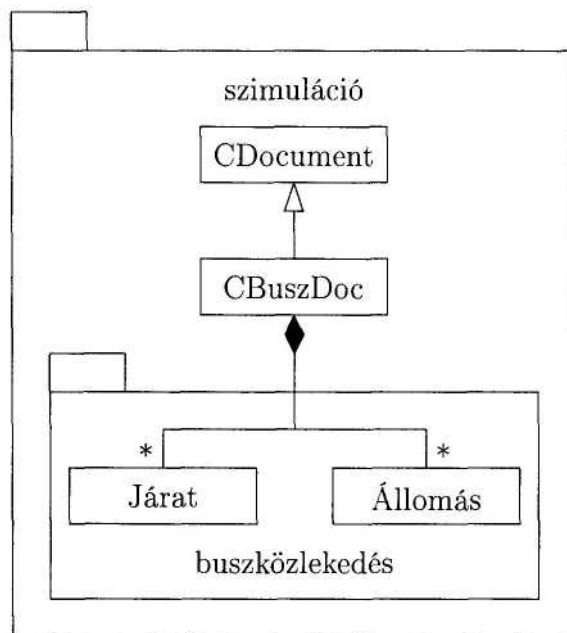 szimuláció
CDocument
CBuszDoc
* *
Járat Állomás
buszközlekedés